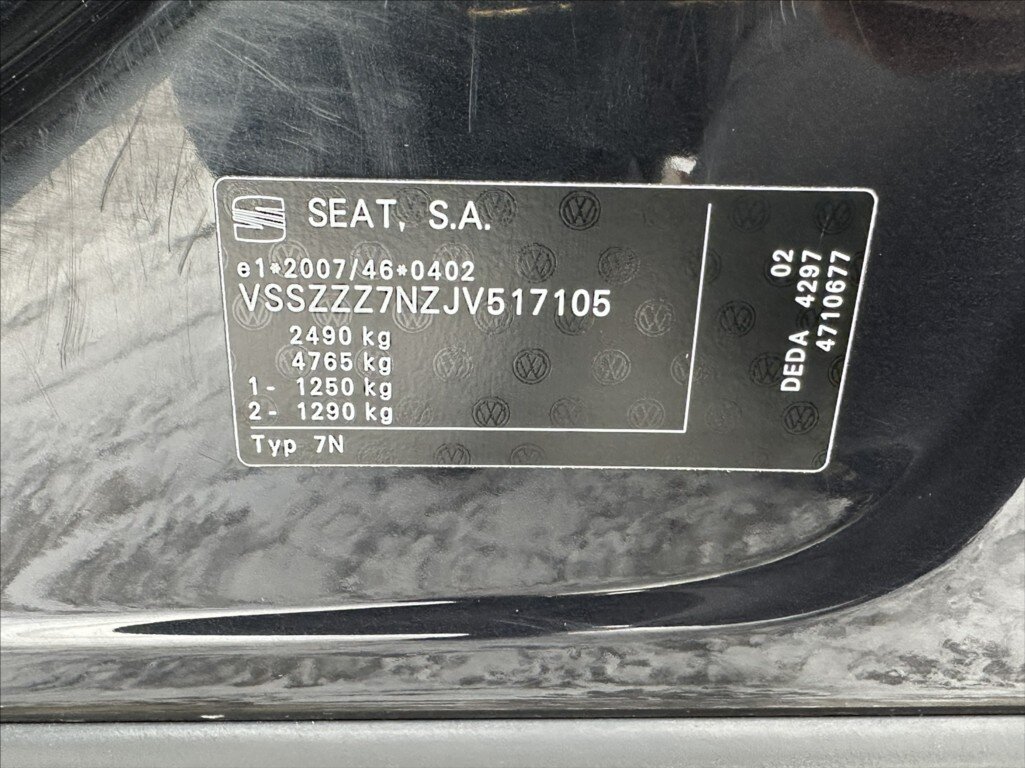 SEAT, S.A.
e1*2007/46*0402
VSSZZZ7NZJV517105
2490 kg
4765 kg
1- 1250 kg
2- 1290 kg
Typ 7N
02
DEDA 4297
4710677